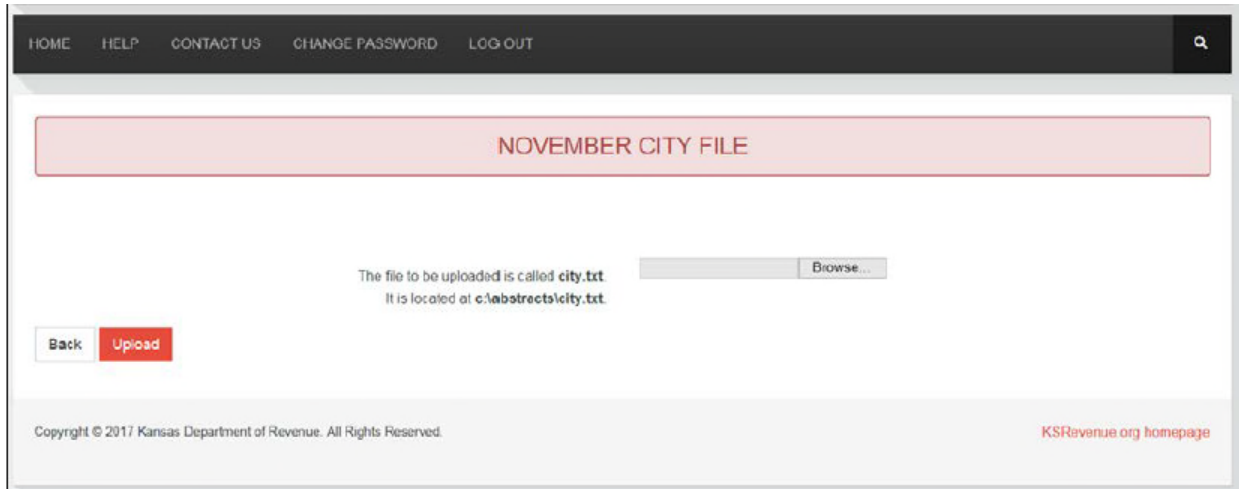 HOME HELP CONTACT US CHANGE PASSWORD LOG OUT
NOVEMBER CITY FILE
The file to be uploaded is called city.txt.
Browse...
It is located at c:\abstracts\city.txt.
Back Upload
Copyright © 2017 Kansas Department of Revenue. All Rights Reserved.
KSRevenue.org homepage